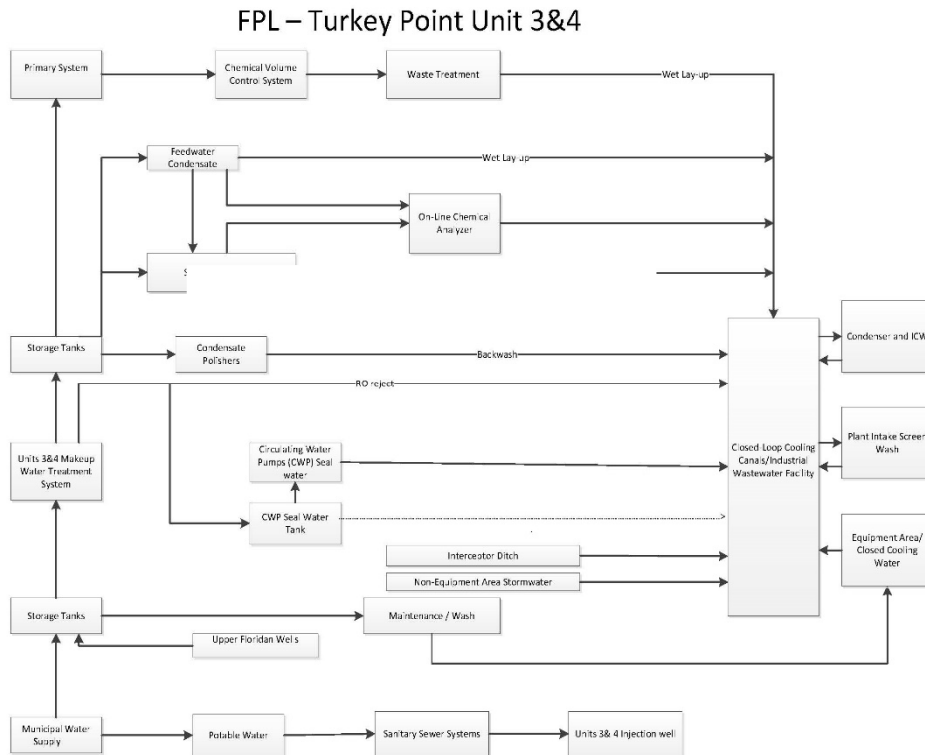 FPL – Turkey Point Unit 3&4
Primary System
Chemical Volume
Control System
Waste Treatment
Wet Lay-up
Feedwater
Condensate
Wet Lay-up
On-Line Chemical
Analyzer
Storage Tanks
Condensate
Polishers
Backwash
Condenser and ICW
RO reject
Units 3&4 Makeup
Water Treatment
System
Circulating Water
Pumps (CWP) Seal
water
Closed-Loop Cooling
Canals/Industrial
Wastewater Facility
Plant Intake Screen
Wash
CWP Seal Water
Tank
Equipment Area/
Closed Cooling
Water
Interceptor Ditch
Non-Equipment Area Stormwater
Storage Tanks
Maintenance / Wash
Upper Floridan Wells
Municipal Water
Supply
Potable Water
Sanitary Sewer Systems
Units 3& 4 Injection well